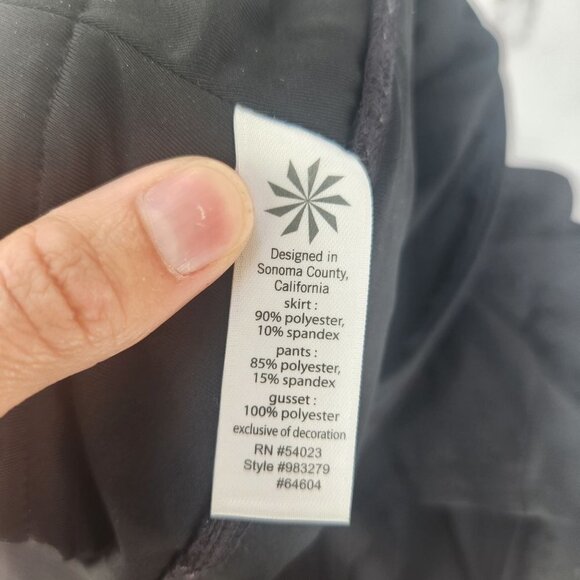 Designed in
Sonoma County,
California
skirt :
90% polyester,
10% spandex
pants :
85% polyester,
15% spandex
gusset :
100% polyester
exclusive of decoration
RN #54023
Style #983279
#64604